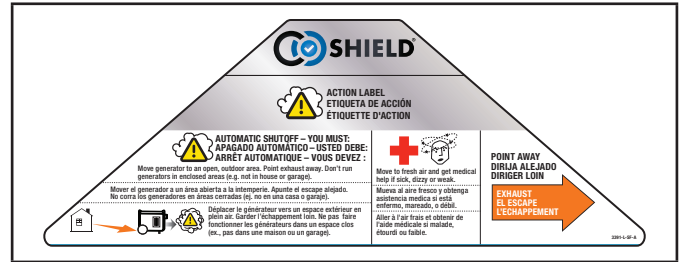 CO SHIELD®
ACTION LABEL
ETIQUETA DE ACCIÓN
ÉTIQUETTE D'ACTION
AUTOMATIC SHUTOFF – YOU MUST:
APAGADO AUTOMÁTICO – USTED DEBE:
ARRÊT AUTOMATIQUE – VOUS DEVEZ :
Move generator to an open, outdoor area. Point exhaust away. Don't run
generators in enclosed areas (e.g. not in house or garage).
Mover el generador a un área abierta a la intemperie. Apunte el escape alejado.
No corra los generadores en áreas cerradas (ej. no en una casa o garaje).
Déplacer le générateur vers un espace extérieur en
plein air. Garder l'échappement loin. Ne pas faire
fonctionner les générateurs dans un espace clos
(ex., pas dans une maison ou un garage).
Move to fresh air and get medical
help if sick, dizzy or weak.
Mueva al aire fresco y obtenga
asistencia medica si está
enfermo, mareado, o débil.
Aller à l'air frais et obtenir de
l'aide médicale si malade,
étourdi ou faible.
POINT AWAY
DIRIJA ALEJADO
DIRIGER LOIN
EXHAUST
EL ESCAPE
L'ECHAPPEMENT
3391-L-SF-A